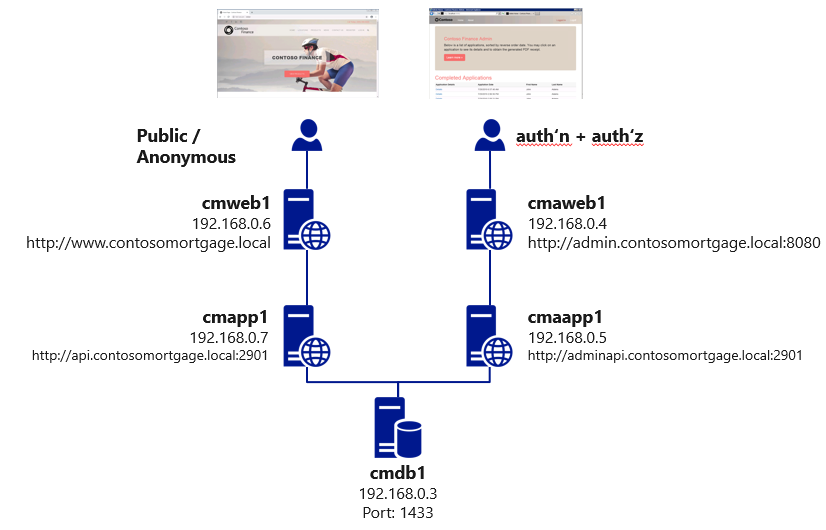 Contoso
Finance
CONTOSO FINANCE
Contoso
Contoso Finance Admin
Completed Applications
Public /
Anonymous
auth‘n + auth‘z
cmweb1
192.168.0.6
http://www.contosomortgage.local
cmaweb1
192.168.0.4
http://admin.contosomortgage.local:8080
cmapp1
192.168.0.7
http://api.contosomortgage.local:2901
cmaapp1
192.168.0.5
http://adminapi.contosomortgage.local:2901
cmdb1
192.168.0.3
Port: 1433